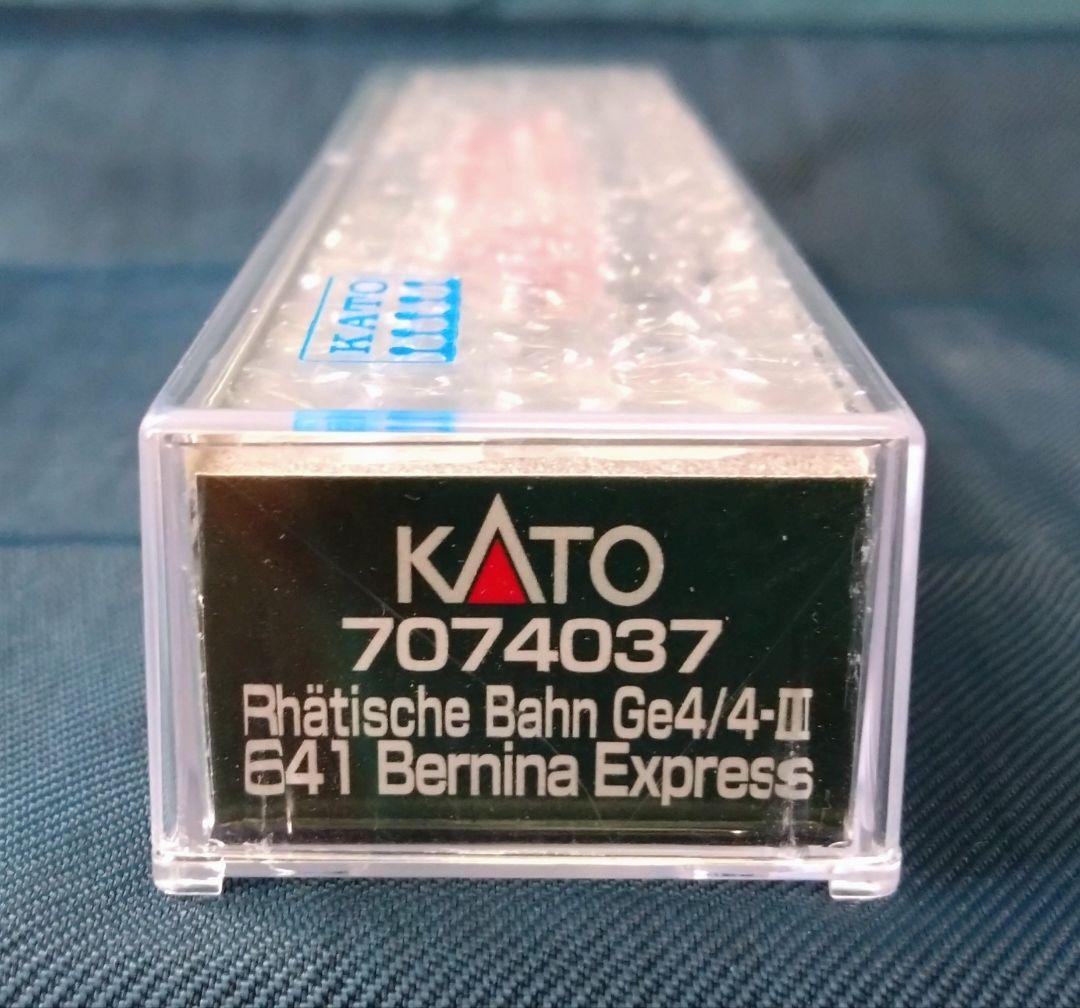 KATO
KATO
7074037
Rhätische Bahn Ge4/4-III
641 Bernina Express